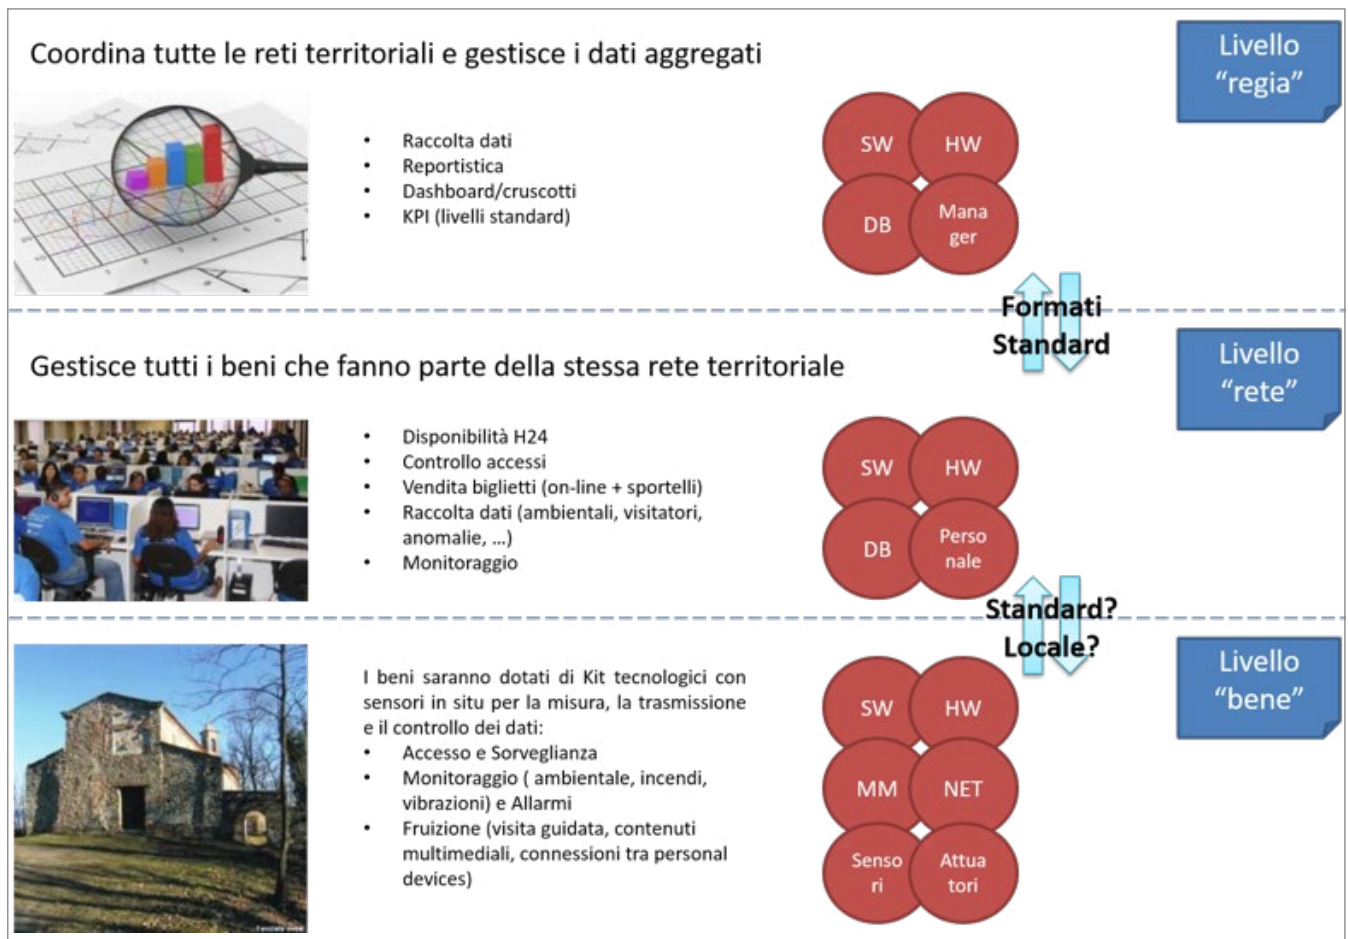 Coordina tutte le reti territoriali e gestisce i dati aggregati
Livello
“regia”
• Raccolta dati
• Reportistica
• Dashboard/cruscotti
• KPI (livelli standard)
SW
HW
DB
Mana
ger
Formati
Standard
Gestisce tutti i beni che fanno parte della stessa rete territoriale
Livello
“rete”
• Disponibilità H24
• Controllo accessi
• Vendita biglietti (on-line + sportelli)
• Raccolta dati (ambientali, visitatori,
anomalie, ...)
• Monitoraggio
SW
HW
DB
Perso
nale
Standard?
Locale?
Livello
“bene”
I beni saranno dotati di Kit tecnologici con
sensori in situ per la misura, la trasmissione
e il controllo dei dati:
• Accesso e Sorveglianza
• Monitoraggio ( ambientale, incendi,
vibrazioni) e Allarmi
• Fruizione (visita guidata, contenuti
multimediali, connessioni tra personal
devices)
SW
HW
MM
NET
Senso
ri
Attua
tori